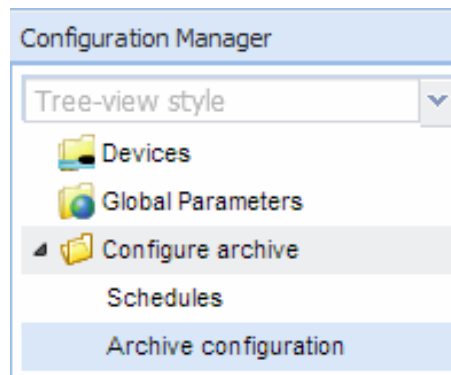 Configuration Manager
Tree-view style
Devices
Global Parameters
Configure archive
Schedules
Archive configuration